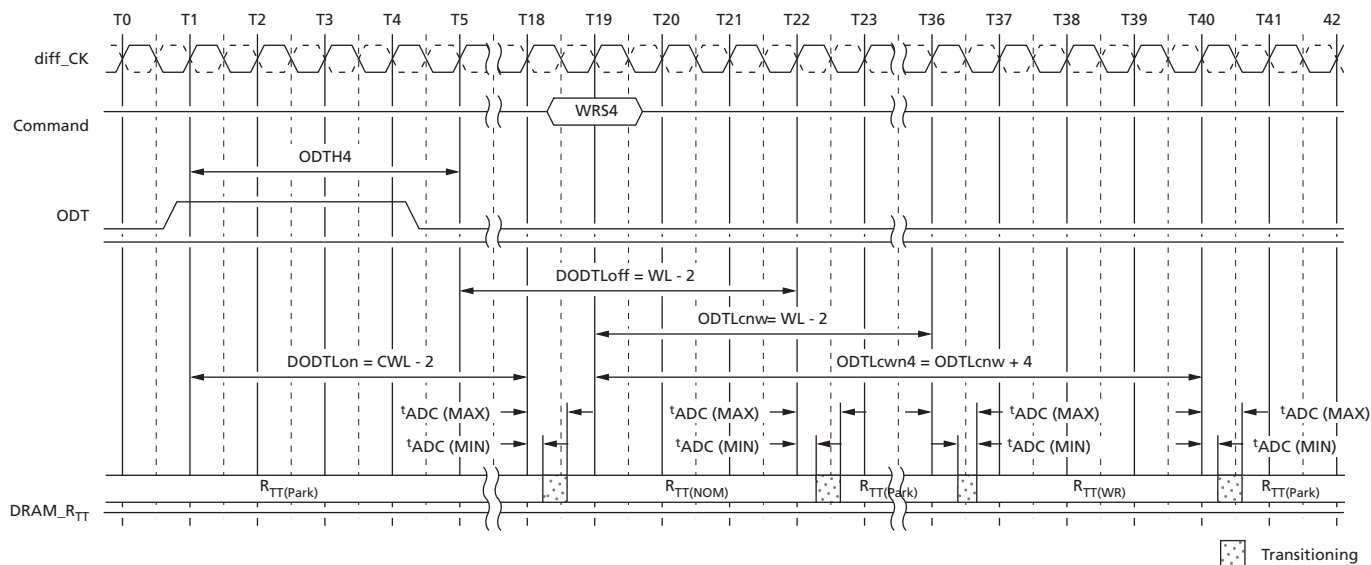 T0 T1 T2 T3 T4 T5 T18 T19 T20 T21 T22 T23 T36 T37 T38 T39 T40 T41 42
diff_CK
WRS4
Command
ODTH4
ODT
DODTLoff = WL - 2
ODTLcnw= WL - 2
DODTLon = CWL - 2
ODTLcwn4 = ODTLcnw + 4
tADC (MAX) tADC (MAX) tADC (MAX) tADC (MAX)
tADC (MIN) tADC (MIN) tADC (MIN) tADC (MIN)
RTT(Park) RTT(NOM) RTT(Park) RTT(WR) RTT(Park)
DRAM_RTT
Transitioning